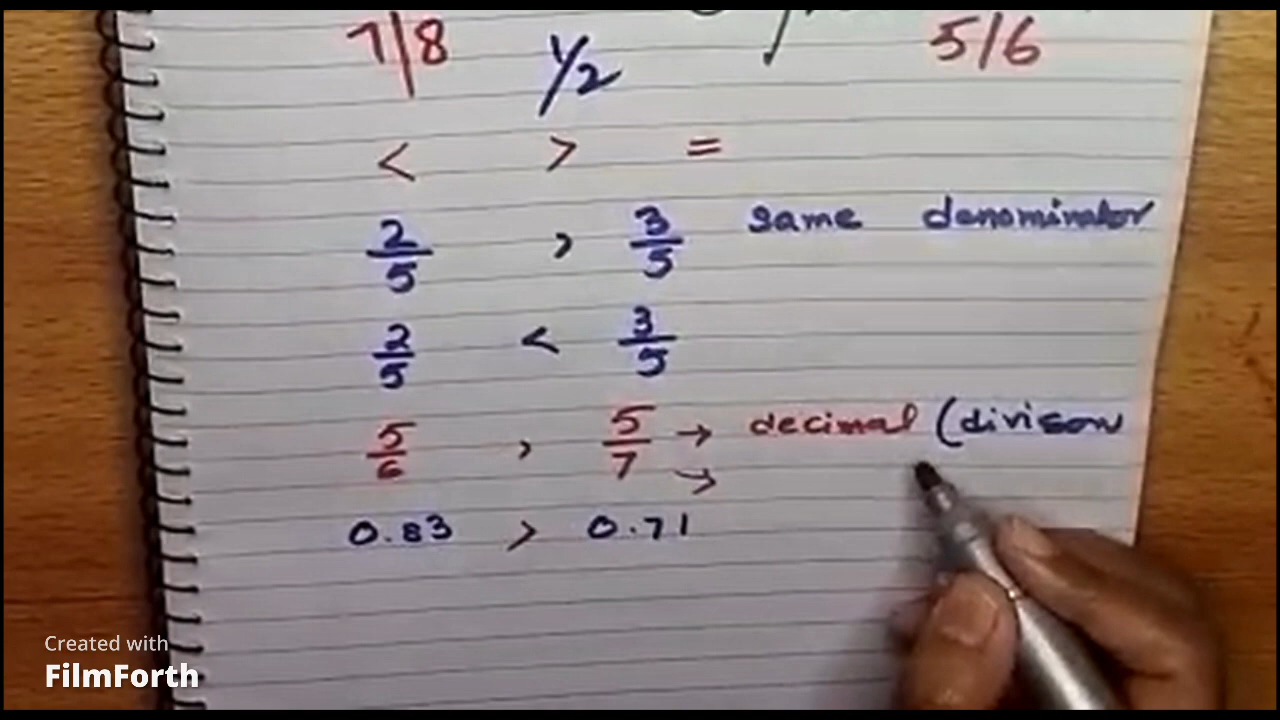 7/8 1/2 5/6
< > =
2/5 , 3/5 same denominator
2/5 < 3/5
5/6 , 5/7 → decimal (divison
→
0.83 > 0.71
Created with
FilmForth